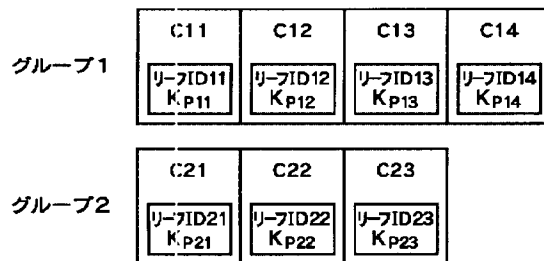 C11 C12 C13 C14
グループ1
リーフID11 リーフID12 リーフID13 リーフID14
KP11 KP12 KP13 KP14
C21 C22 C23
グループ2
リーフID21 リーフID22 リーフID23
KP21 KP22 KP23